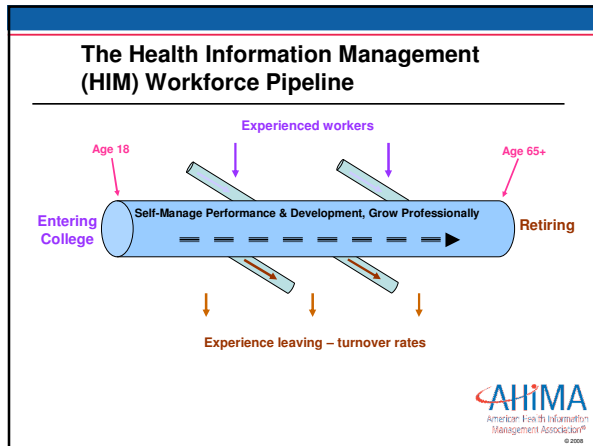 The Health Information Management
(HIM) Workforce Pipeline
Experienced workers
Age 18
Age 65+
Self-Manage Performance & Development, Grow Professionally
Entering
College
Retiring
Experience leaving – turnover rates
AHIMA
American Health Information
Management Association®
© 2008